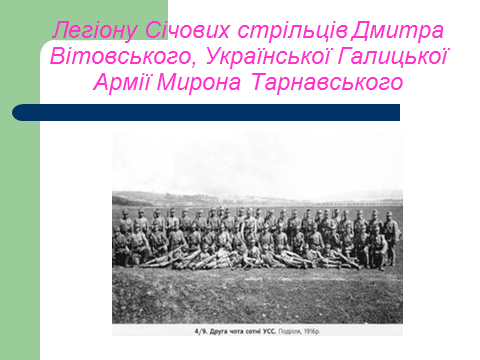 Легіону Січових стрільців Дмитра
Вітовського, Української Галицької
Армії Мирона Тарнавського
4/9. Друга чота сотні УСС. Поділля, 1916р.